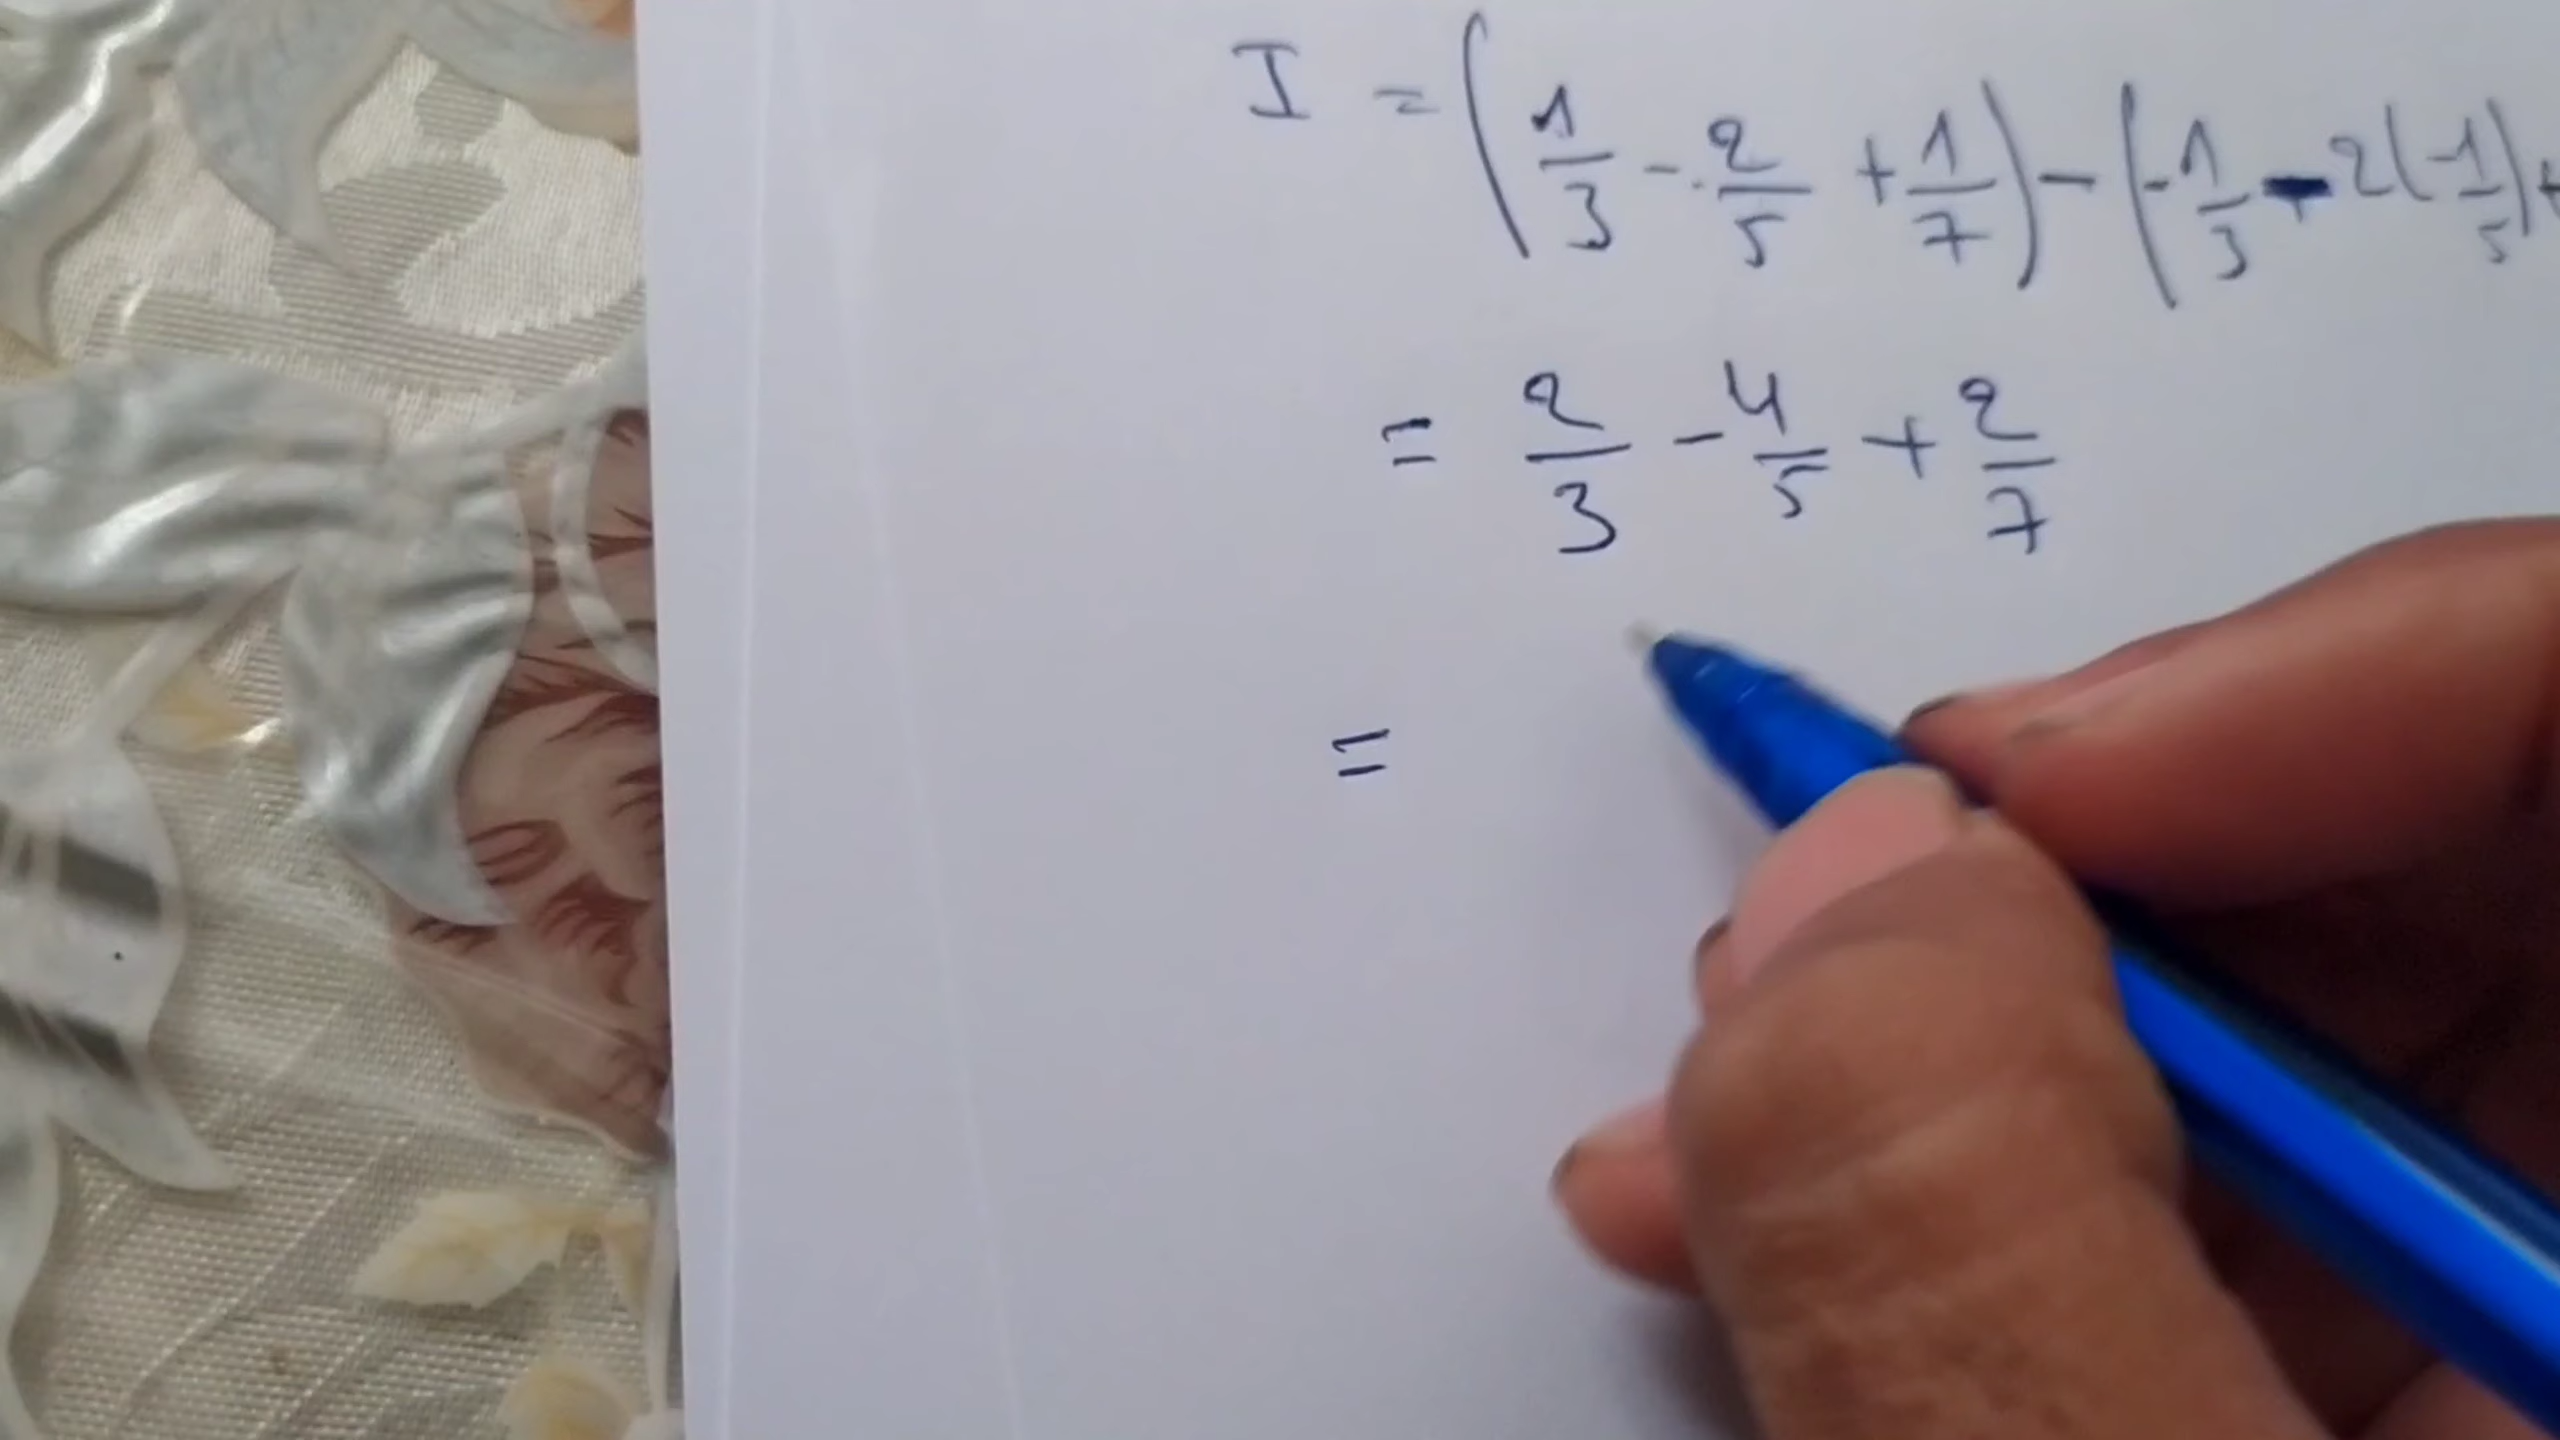 I = (1/3 - 2/5 + 1/7) - (-1/3 - 2(-1/5) +
= 2/3 - 4/5 + 2/7
=